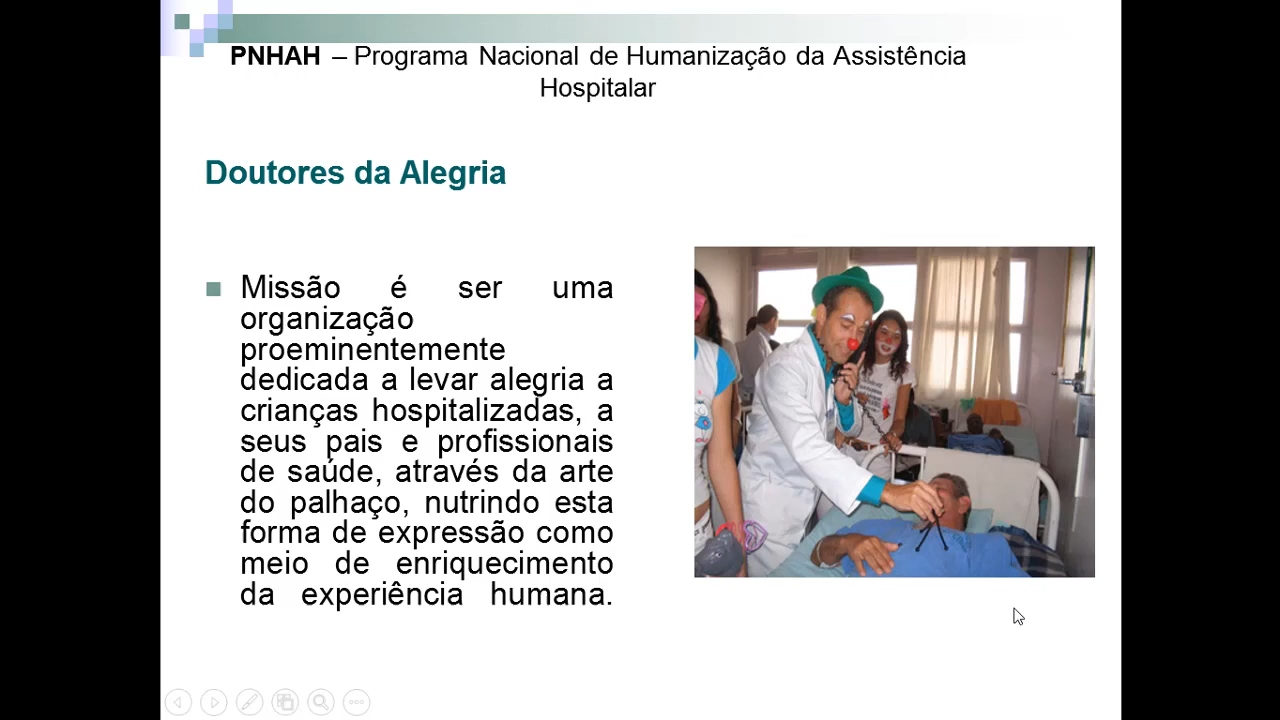 PNHAH – Programa Nacional de Humanização da Assistência
Hospitalar
Doutores da Alegria
Missão é ser uma
organização
proeminentemente
dedicada a levar alegria a
crianças hospitalizadas, a
seus pais e profissionais
de saúde, através da arte
do palhaço, nutrindo esta
forma de expressão como
meio de enriquecimento
da experiência humana.